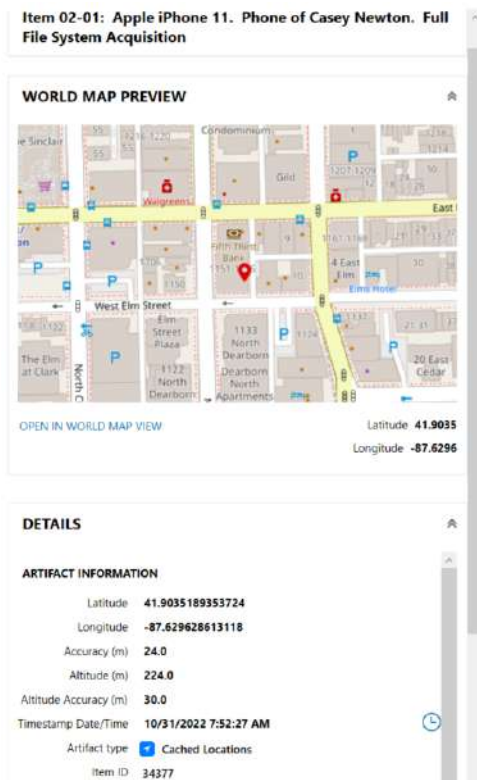 Item 02-01: Apple iPhone 11. Phone of Casey Newton. Full
File System Acquisition
WORLD MAP PREVIEW
Condominium
Gild
P
1207-1209
Walgreens
East
Fifth Third
Bank
P
4 East
Elm
30
Elms Hotel
West Elm Street
Elm
Street
Plaza
1133
North
Dearborn
P
The Elm
at Clark
P
1122
North
Dearborn
Dearborn
North
Apartments
20 East
Cedar
OPEN IN WORLD MAP VIEW
Latitude 41.9035
Longitude -87.6296
DETAILS
ARTIFACT INFORMATION
Latitude 41.9035189353724
Longitude -87.629628613118
Accuracy (m) 24.0
Altitude (m) 224.0
Altitude Accuracy (m) 30.0
Timestamp Date/Time 10/31/2022 7:52:27 AM
Artifact type Cached Locations
Item ID 34377